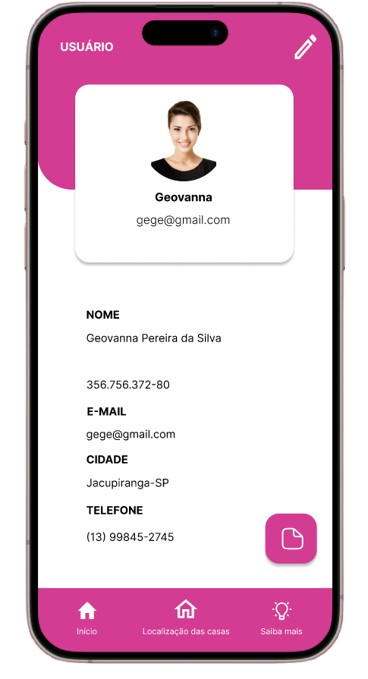 USUÁRIO
Geovanna
gege@gmail.com
NOME
Geovanna Pereira da Silva
356.756.372-80
E-MAIL
gege@gmail.com
CIDADE
Jacupiranga-SP
TELEFONE
(13) 99845-2745
Início
Localização das casas
Saiba mais